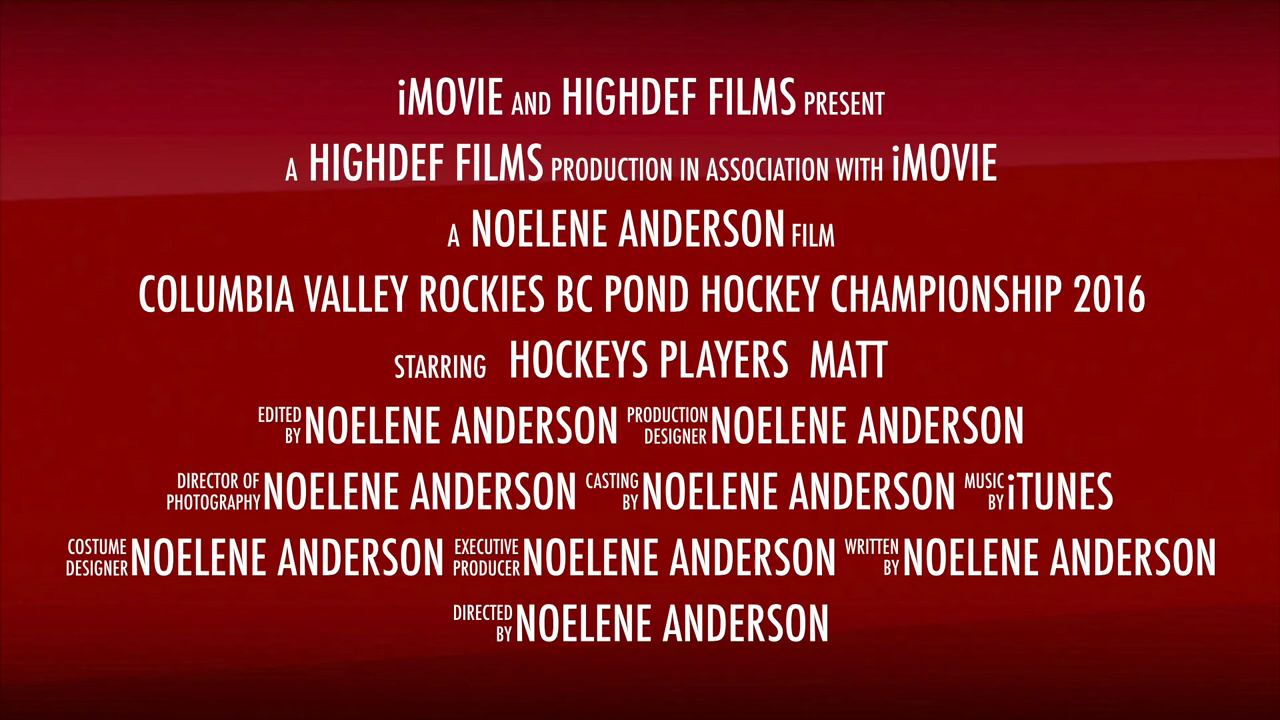 iMOVIE AND HIGHDEF FILMS PRESENT
A HIGHDEF FILMS PRODUCTION IN ASSOCIATION WITH iMOVIE
A NOELENE ANDERSON FILM
COLUMBIA VALLEY ROCKIES BC POND HOCKEY CHAMPIONSHIP 2016
STARRING HOCKEYS PLAYERS MATT
EDITED BY NOELENE ANDERSON PRODUCTION DESIGNER NOELENE ANDERSON
DIRECTOR OF PHOTOGRAPHY NOELENE ANDERSON CASTING BY NOELENE ANDERSON MUSIC BY iTUNES
COSTUME DESIGNER NOELENE ANDERSON EXECUTIVE PRODUCER NOELENE ANDERSON WRITTEN BY NOELENE ANDERSON
DIRECTED BY NOELENE ANDERSON